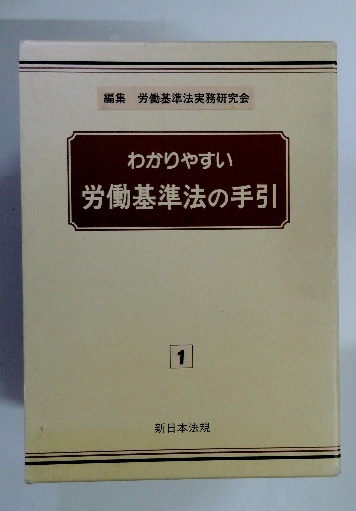 編集 労働基準法実務研究会
わかりやすい
労働基準法の手引
1
新日本法規